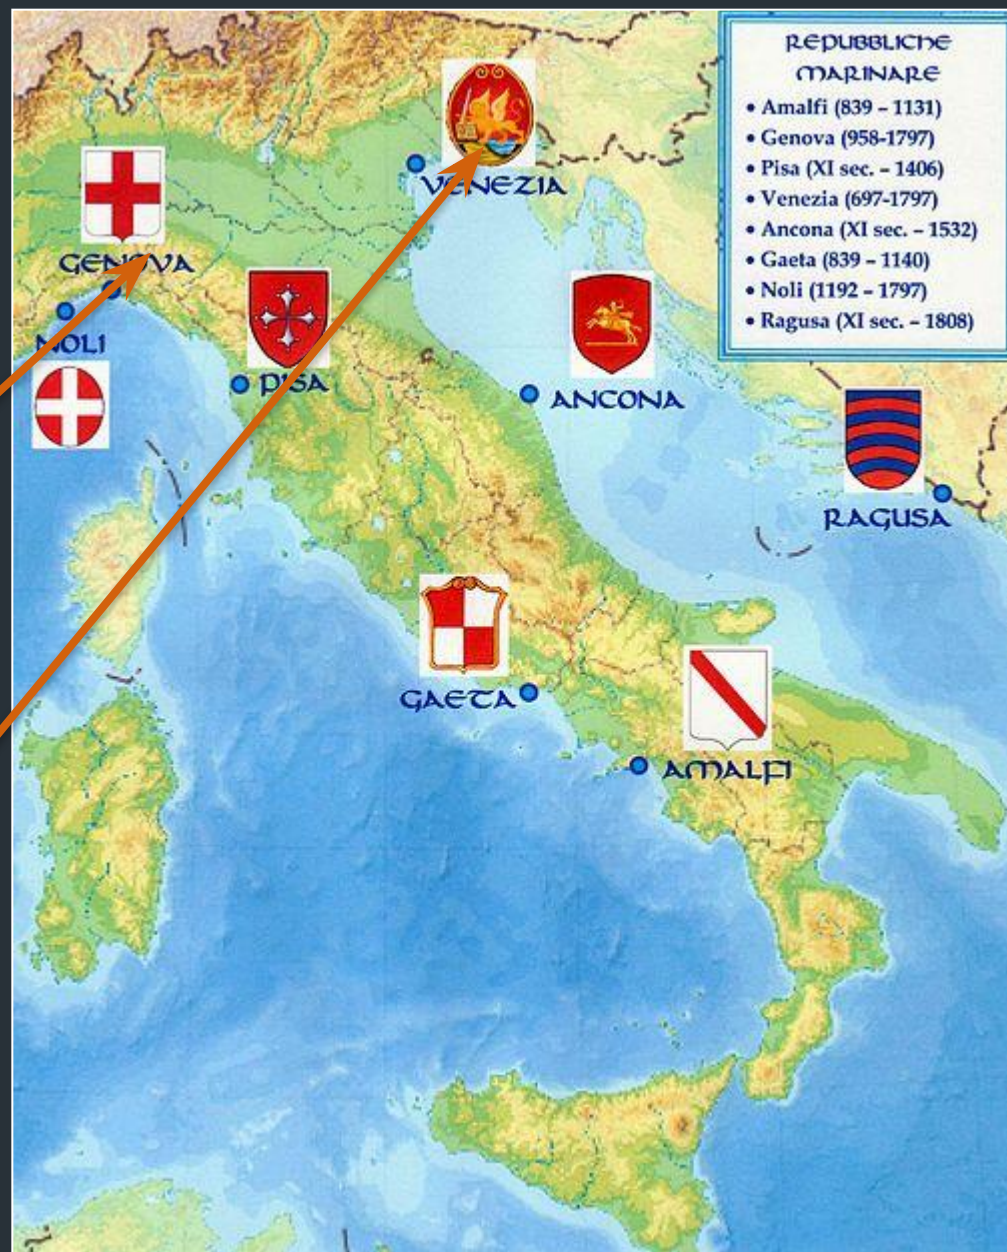 REPUBBLICHE
MARINARE
• Amalfi (839 – 1131)
• Genova (958-1797)
• Pisa (XI sec. – 1406)
• Venezia (697-1797)
• Ancona (XI sec. – 1532)
• Gaeta (839 – 1140)
• Noli (1192 – 1797)
• Ragusa (XI sec. – 1808)
VENEZIA
GENOVA
NOLI
PISA
ANCONA
RAGUSA
GAETA
AMALFI